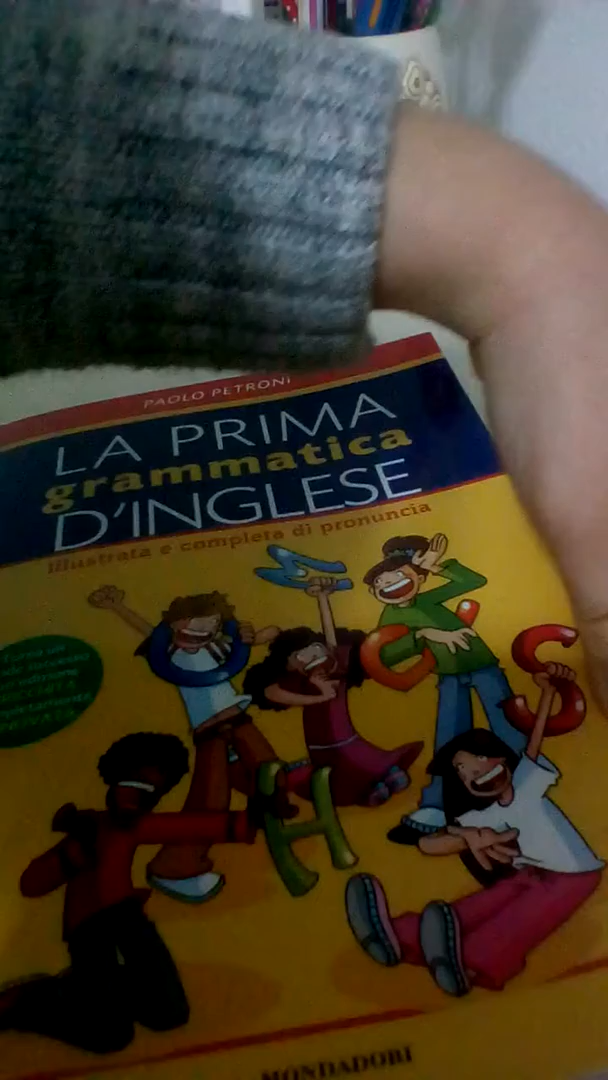 PAOLO PETRONI
LA PRIMA
grammatica
D'INGLESE
illustrata e completa di pronuncia
M
O
C
S
H
MONDADORI